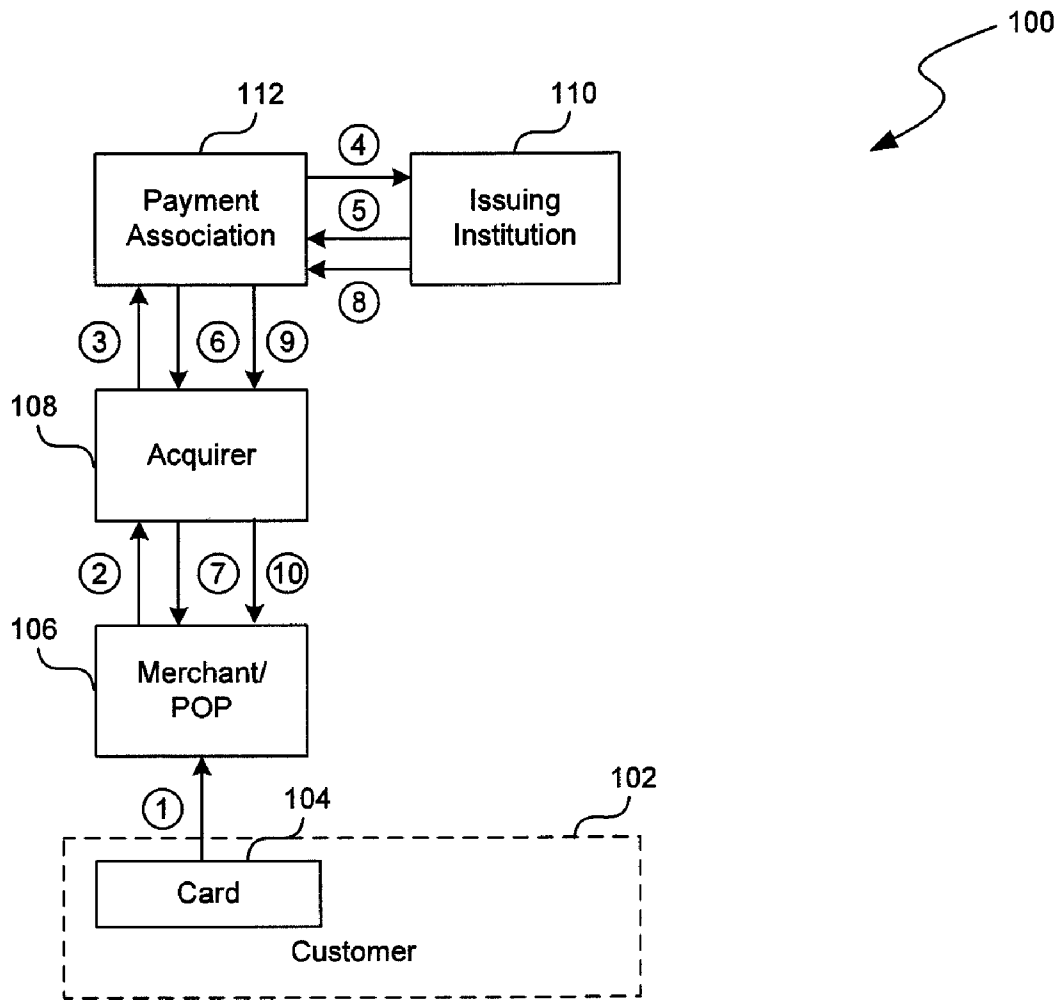 100
112
110
④
Payment
Association
Issuing
Institution
⑤
⑧
③
⑥
⑨
108
Acquirer
②
⑦
⑩
106
Merchant/
POP
①
104
102
Card
Customer